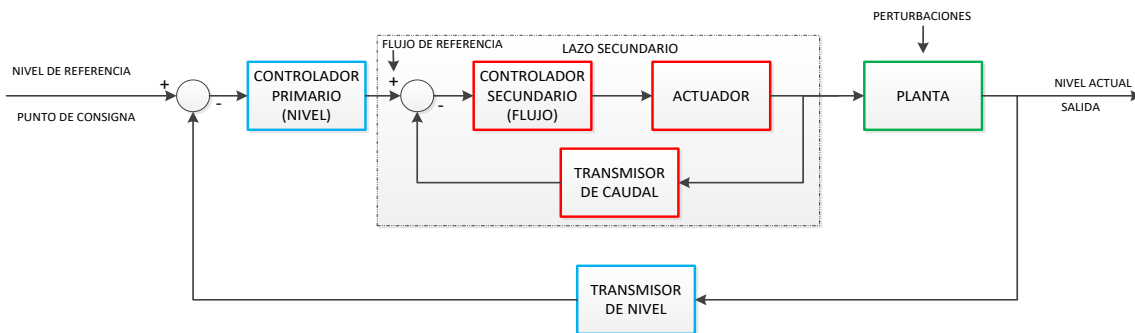 PERTURBACIONES
FLUJO DE REFERENCIA
LAZO SECUNDARIO
NIVEL DE REFERENCIA
PUNTO DE CONSIGNA
+
-
CONTROLADOR
PRIMARIO
(NIVEL)
+
-
CONTROLADOR
SECUNDARIO
(FLUJO)
ACTUADOR
PLANTA
NIVEL ACTUAL
SALIDA
TRANSMISOR
DE CAUDAL
TRANSMISOR
DE NIVEL